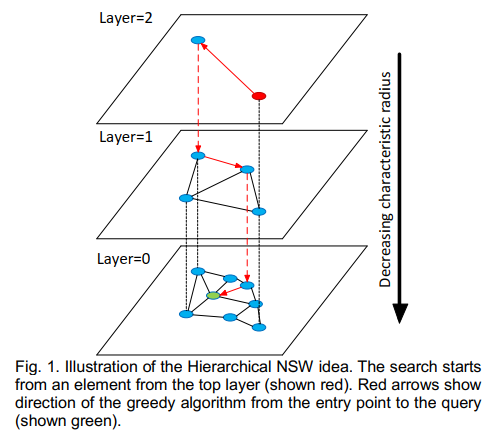 Layer=2
Layer=1
Layer=0
Decreasing characteristic radius
Fig. 1. Illustration of the Hierarchical NSW idea. The search starts
from an element from the top layer (shown red). Red arrows show
direction of the greedy algorithm from the entry point to the query
(shown green).